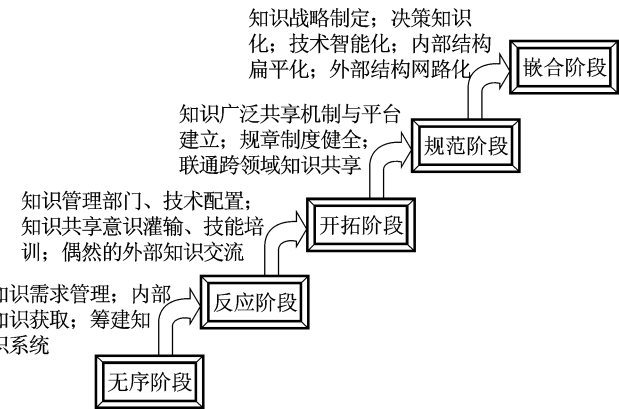 知识战略制定；决策知识
化；技术智能化；内部结构
扁平化；外部结构网路化
嵌合阶段
知识广泛共享机制与平台
建立；规章制度健全；
联通跨领域知识共享
规范阶段
知识管理部门、技术配置；
知识共享意识灌输、技能培
训；偶然的外部知识交流
开拓阶段
知识需求管理；内部
知识获取；筹建知
识系统
反应阶段
无序阶段